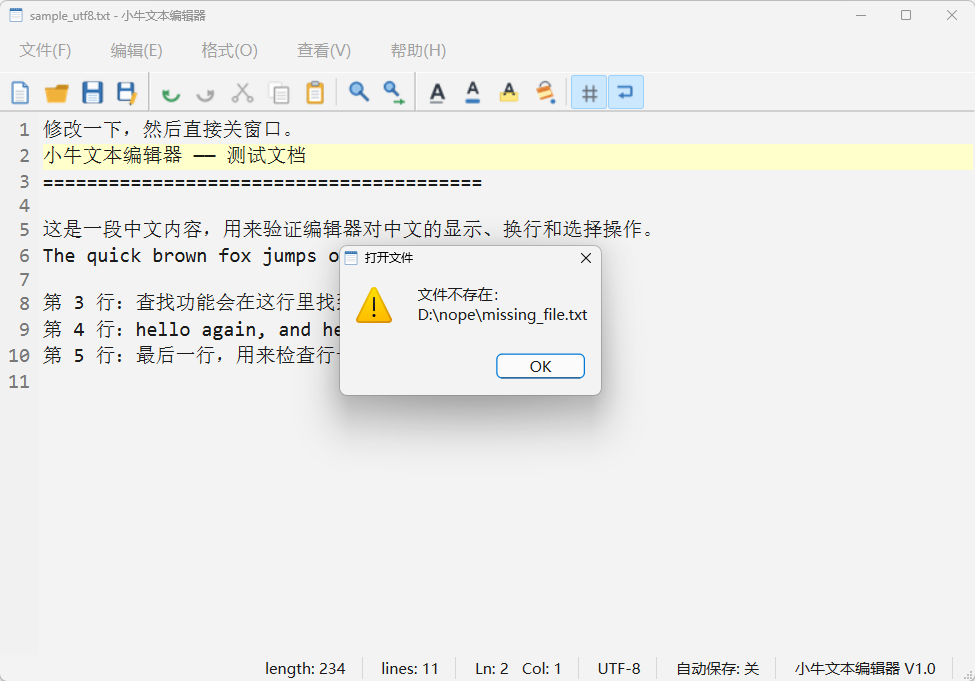 sample_utf8.txt - 小牛文本编辑器
文件(F) 编辑(E) 格式(O) 查看(V) 帮助(H)
1 修改一下，然后直接关窗口。
2 小牛文本编辑器 —— 测试文档
3 ========================================
4
5 这是一段中文内容，用来验证编辑器对中文的显示、换行和选择操作。
6 The quick brown fox jumps o
7
8 第 3 行：查找功能会在这行里找
9 第 4 行：hello again, and he
10 第 5 行：最后一行，用来检查行
11
打开文件
文件不存在：
D:\nope\missing_file.txt
OK
length: 234 lines: 11 Ln: 2 Col: 1 UTF-8 自动保存: 关 小牛文本编辑器 V1.0